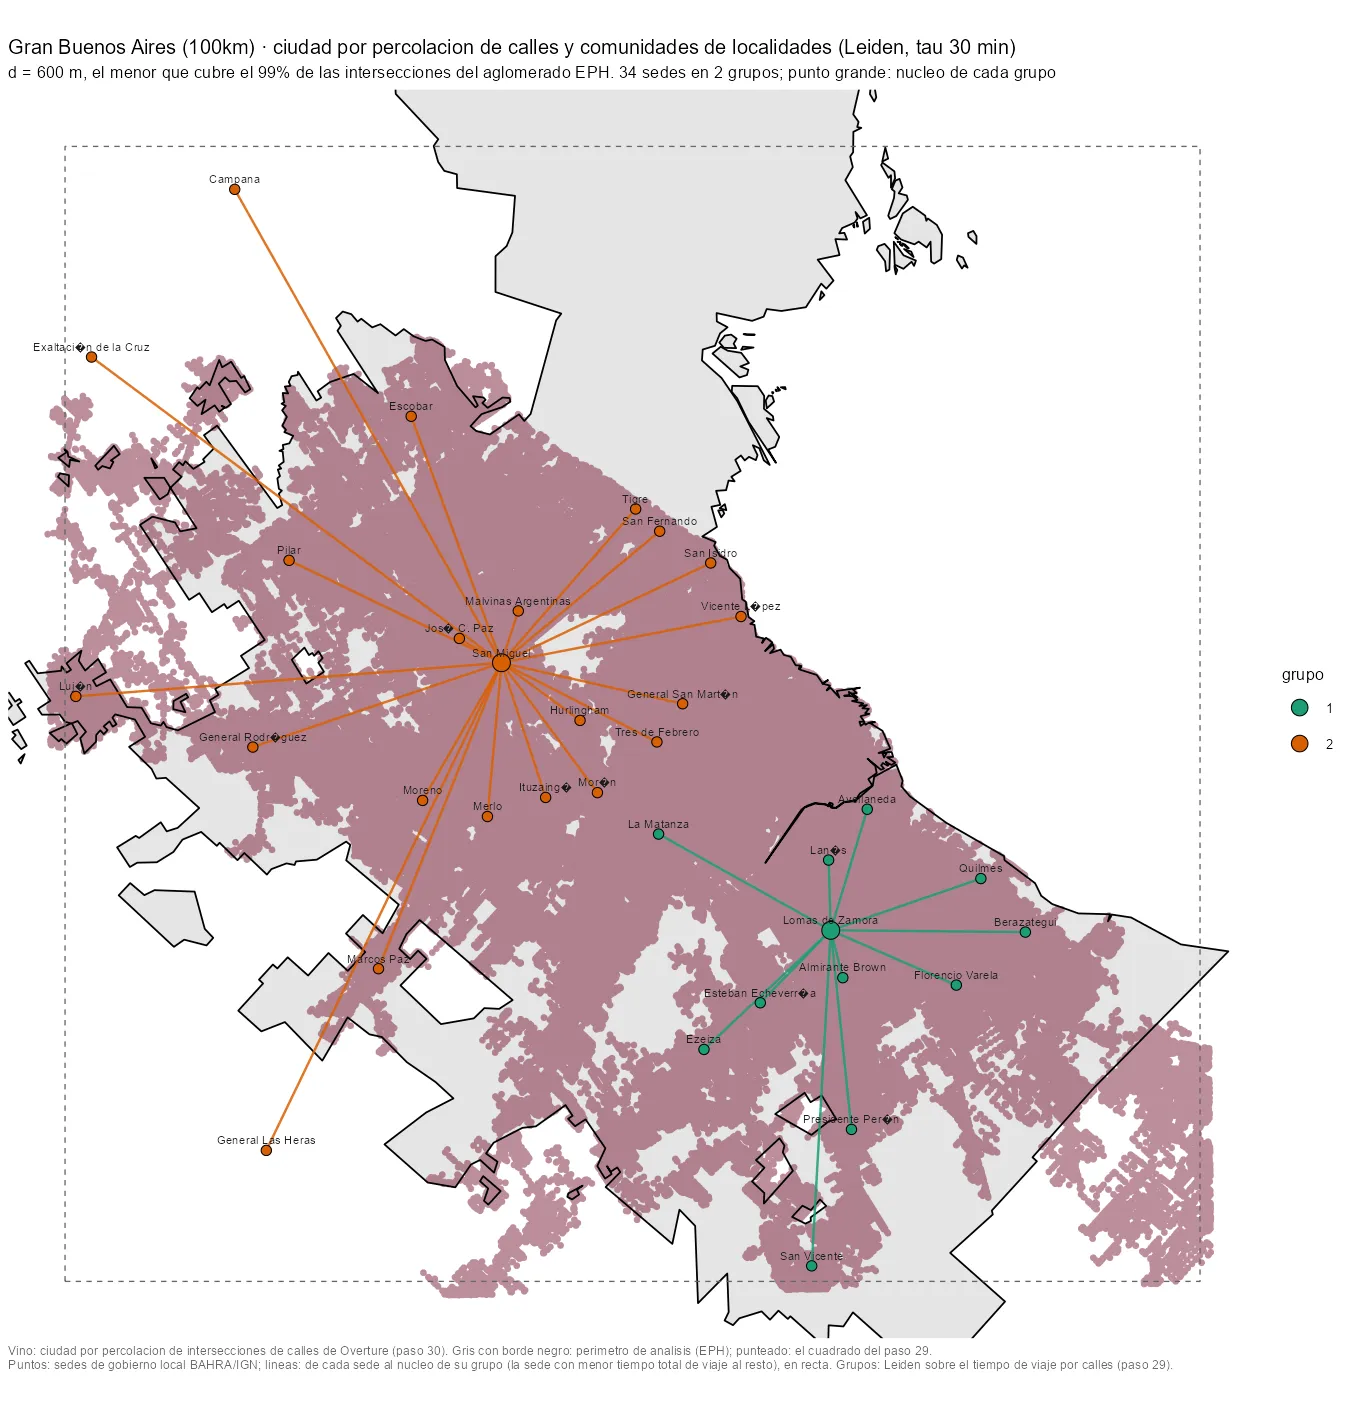 Gran Buenos Aires (100km) · ciudad por percolacion de calles y comunidades de localidades (Leiden, tau 30 min)
d = 600 m, el menor que cubre el 99% de las intersecciones del aglomerado EPH. 34 sedes en 2 grupos; punto grande: nucleo de cada grupo
Campana
Exaltaci�n de la Cruz
Escobar
Tigre
San Fernando
Pilar
San Isidro
Malvinas Argentinas
Vicente L�pez
Jos� C. Paz
San Miguel
grupo
Luj�n
General San Mart�n
1
Hurlingham
General Rodr�guez
Tres de Febrero
2
Moreno
Ituzaing�
Mor�n
Merlo
Avellaneda
La Matanza
Lan�s
Quilmes
Lomas de Zamora
Berazategui
Marcos Paz
Almirante Brown
Florencio Varela
Esteban Echeverr�a
Ezeiza
Presidente Per�n
General Las Heras
San Vicente
Vino: ciudad por percolacion de intersecciones de calles de Overture (paso 30). Gris con borde negro: perimetro de analisis (EPH); punteado: el cuadrado del paso 29.
Puntos: sedes de gobierno local BAHRA/IGN; lineas: de cada sede al nucleo de su grupo (la sede con menor tiempo total de viaje al resto), en recta. Grupos: Leiden sobre el tiempo de viaje por calles (paso 29).